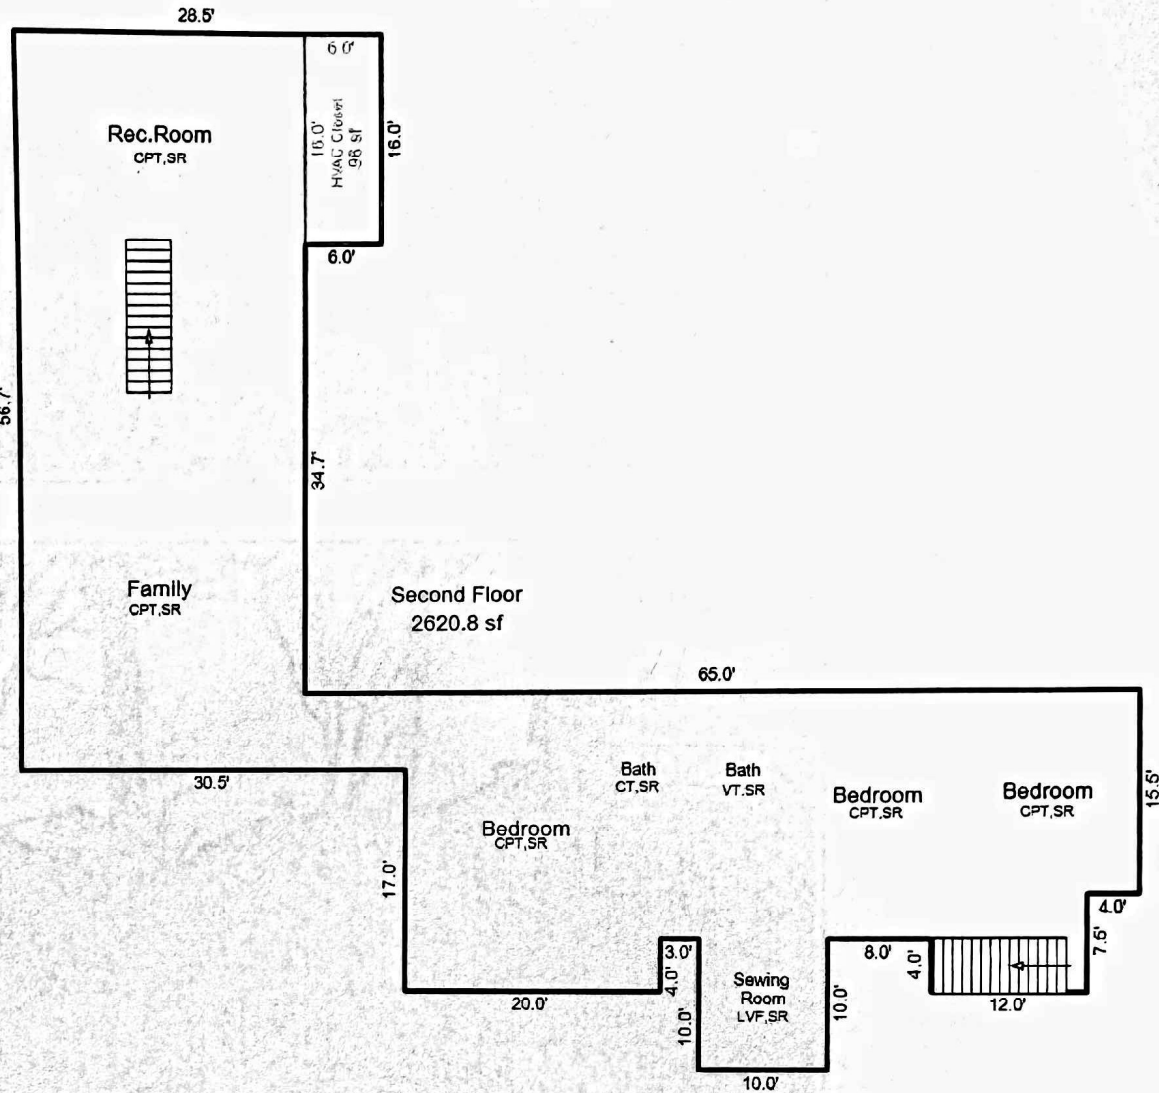 28.5'
6 0'
Rec.Room
CPT,SR
16.0'
HVAC Closet
96 sf
16.0'
6.0'
56.7'
34.7'
Family
CPT,SR
Second Floor
2620.8 sf
65.0'
30.5'
Bath
CT,SR
Bath
VT.SR
Bedroom
CPT.SR
Bedroom
CPT,SR
15.5'
Bedroom
CPT,SR
17.0'
4.0'
7.5'
3.0'
4.0'
8.0'
4.0'
Sewing
Room
LVF,SR
10.0'
10.0'
20.0'
12.0'
10.0'